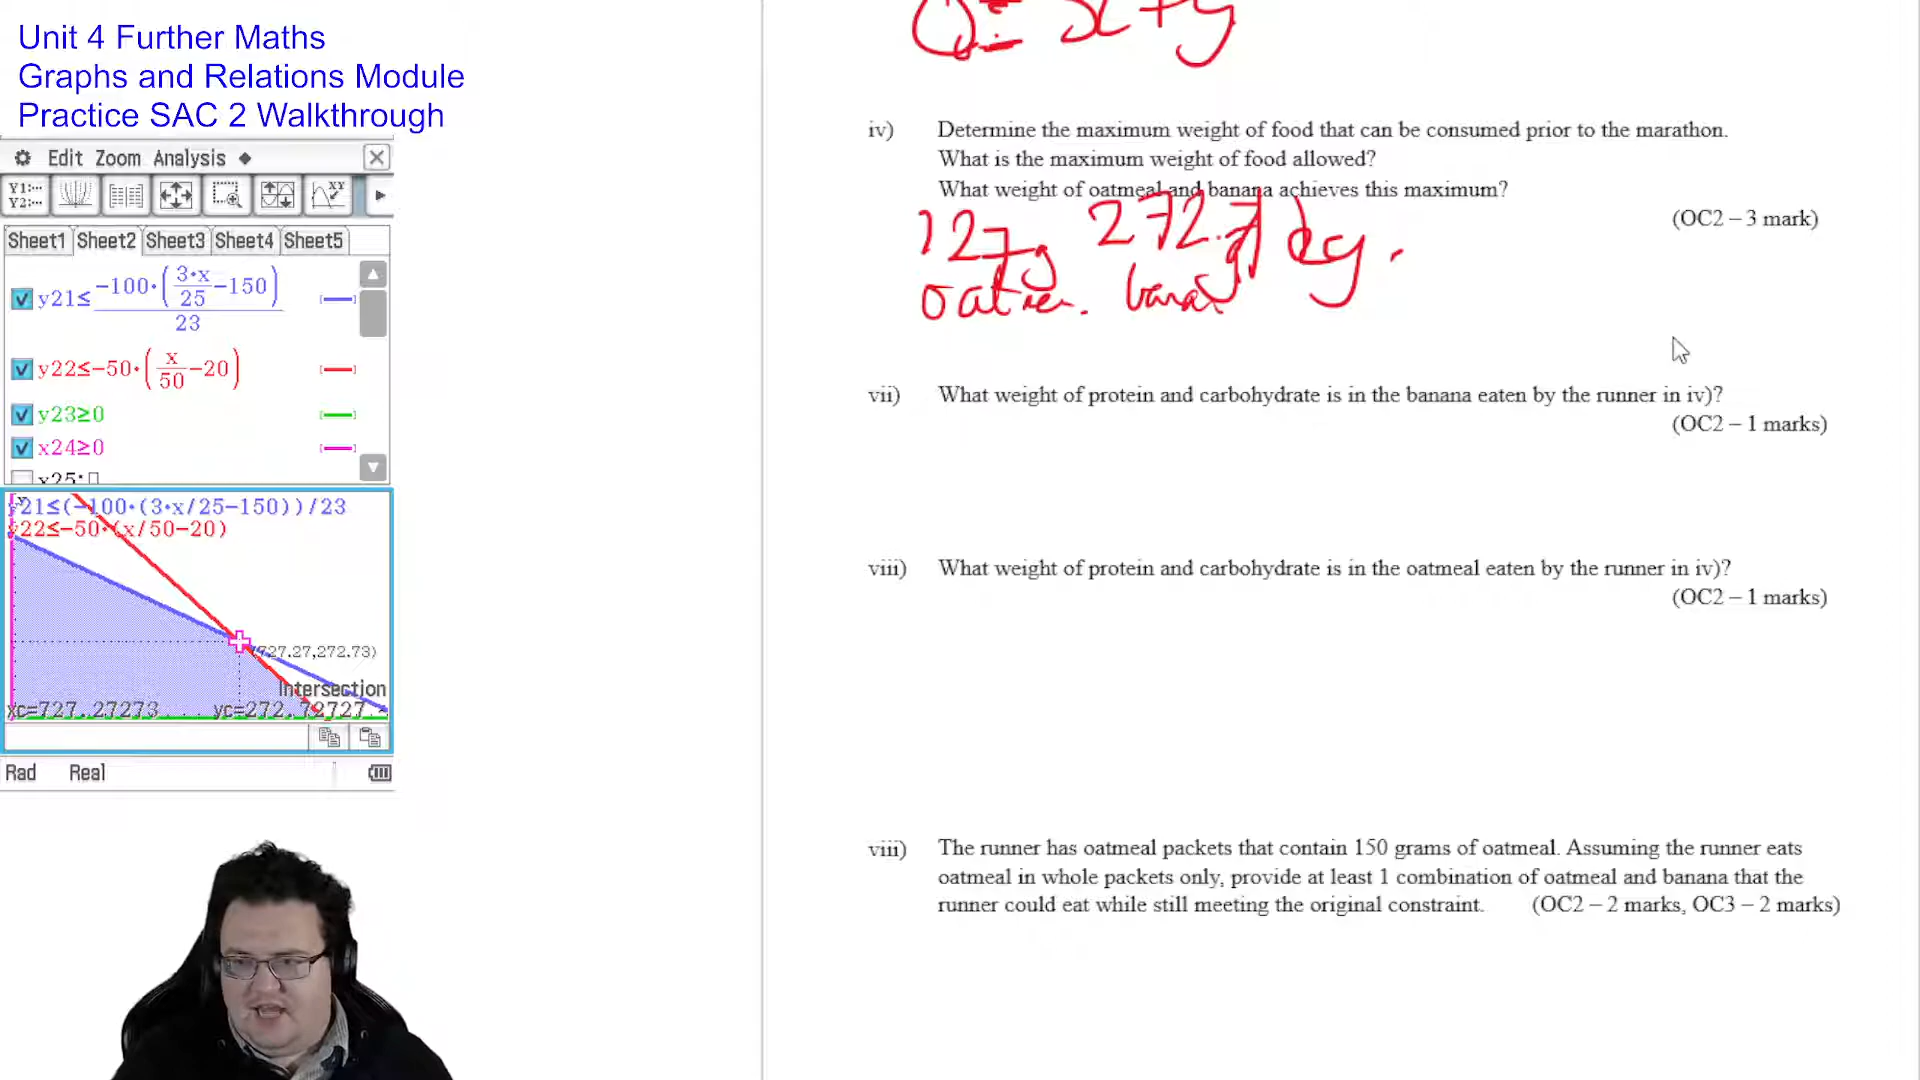 Unit 4 Further Maths
Graphs and Relations Module
Practice SAC 2 Walkthrough
Edit Zoom Analysis ◆
Y1:···
Y2:···
Sheet1 Sheet2 Sheet3 Sheet4 Sheet5
y21≤ -100·(3·x/25 -150)/23
y22≤-50·(x/50 -20)
y23≥0
x24≥0
y21≤(-100·(3·x/25-150))/23
y22≤-50·(x/50-20)
(727.27,272.73)
Intersection
xc=727.27273 yc=272.72727
Rad Real
= x+y
iv) Determine the maximum weight of food that can be consumed prior to the marathon.
What is the maximum weight of food allowed?
What weight of oatmeal and banana achieves this maximum?
(OC2 – 3 mark)
127g 272.7
vii) What weight of protein and carbohydrate is in the banana eaten by the runner in iv)?
(OC2 – 1 marks)
viii) What weight of protein and carbohydrate is in the oatmeal eaten by the runner in iv)?
(OC2 – 1 marks)
viii) The runner has oatmeal packets that contain 150 grams of oatmeal. Assuming the runner eats
oatmeal in whole packets only, provide at least 1 combination of oatmeal and banana that the
runner could eat while still meeting the original constraint. (OC2 – 2 marks, OC3 – 2 marks)